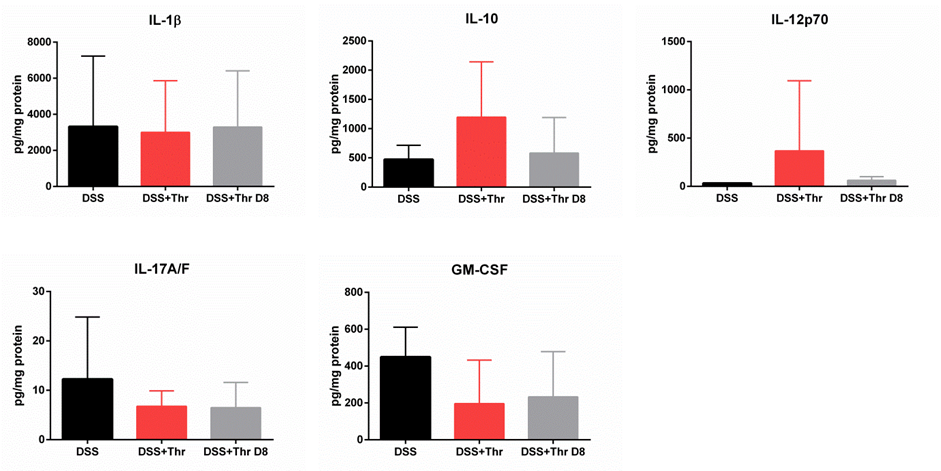 IL-1β
pg/mg protein
8000
6000
4000
2000
0
DSS
DSS+Thr
DSS+Thr D8
IL-10
pg/mg protein
2500
2000
1500
1000
500
0
DSS
DSS+Thr
DSS+Thr D8
IL-12p70
pg/mg protein
1500
1000
500
0
DSS
DSS+Thr
DSS+Thr D8
IL-17A/F
pg/mg protein
30
20
10
0
DSS
DSS+Thr
DSS+Thr D8
GM-CSF
pg/mg protein
800
600
400
200
0
DSS
DSS+Thr
DSS+Thr D8